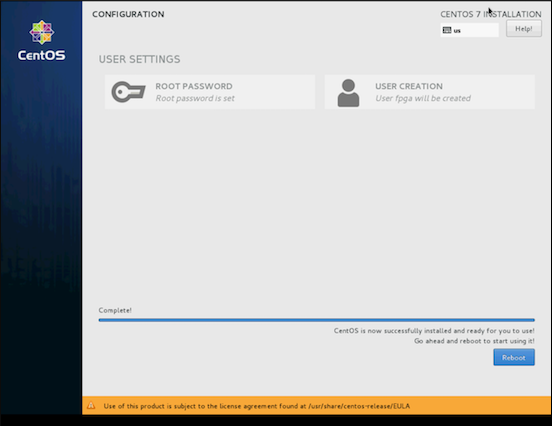 CentOS
CONFIGURATION
CENTOS 7 INSTALLATION
us
Help!
USER SETTINGS
ROOT PASSWORD
Root password is set
USER CREATION
User fpga will be created
Complete!
CentOS is now successfully installed and ready for you to use!
Go ahead and reboot to start using it!
Reboot
Use of this product is subject to the license agreement found at /usr/share/centos-release/EULA